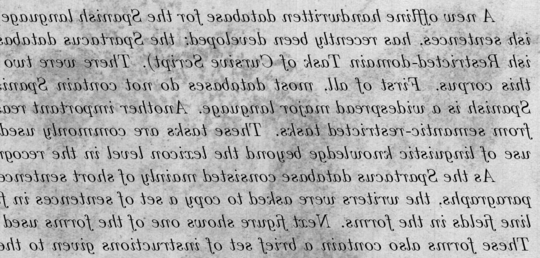 A new offline handwritten database for the Spanish language
ish sentences, has recently been developed: the Spartacus databas
ish Restricted-domain Task of Cursive Script). There were two
this corpus. First of all, most databases do not contain Spani
Spanish is a widespread major language. Another important rea
from semantic-restricted tasks. These tasks are commonly used
use of linguistic knowledge beyond the lexicon level in the recogn
As the Spartacus database consisted mainly of short sentence
paragraphs, the writers were asked to copy a set of sentences in f
line fields in the forms. Next figure shows one of the forms used
These forms also contain a brief set of instructions given to the